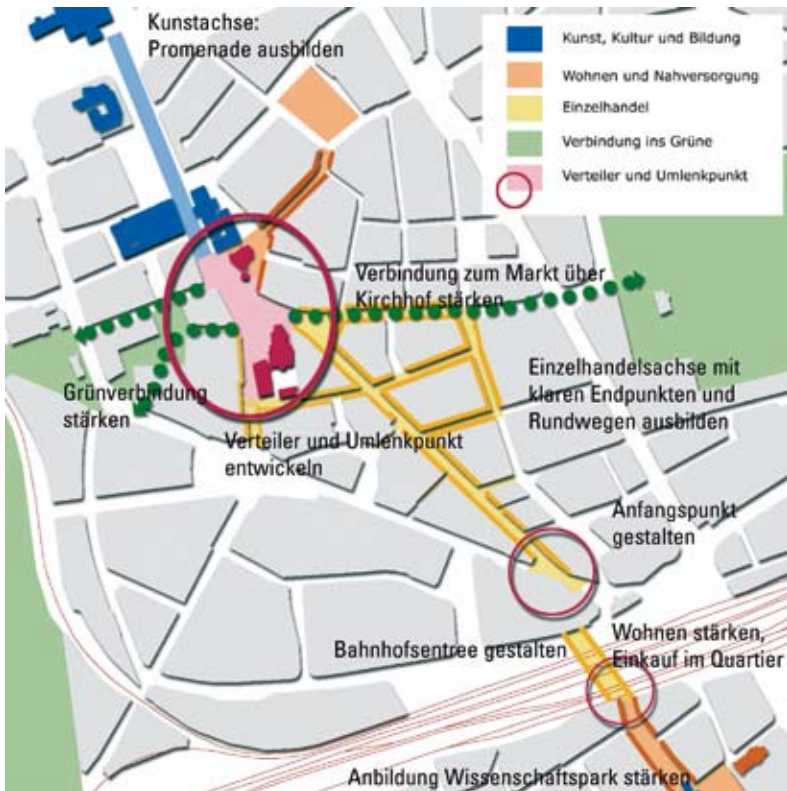 Kunstachse:
Promenade ausbilden
Kunst, Kultur und Bildung
Wohnen und Nahversorgung
Einzelhandel
Verbindung ins Grüne
Verteiler und Umlenkpunkt
Verbindung zum Markt über
Kirchhof stärken
Grünverbindung
stärken
Einzelhandelsachse mit
klaren Endpunkten und
Rundwegen ausbilden
Verteiler und Umlenkpunkt
entwickeln
Anfangspunkt
gestalten
Bahnhofsentree gestalten
Wohnen stärken,
Einkauf im Quartier
Anbildung Wissenschaftspark stärken